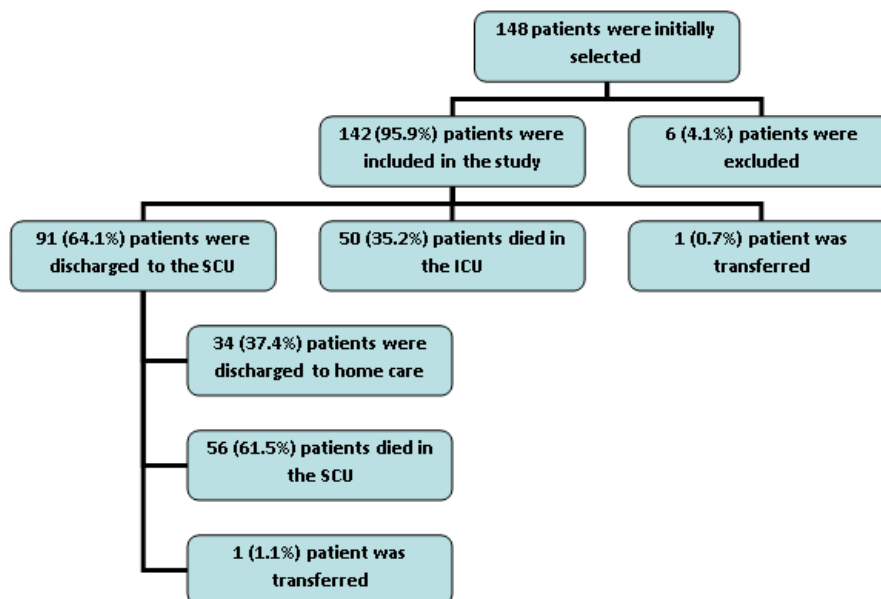 148 patients were initially
selected
142 (95.9%) patients were
included in the study
6 (4.1%) patients were
excluded
91 (64.1%) patients were
discharged to the SCU
50 (35.2%) patients died in
the ICU
1 (0.7%) patient was
transferred
34 (37.4%) patients were
discharged to home care
56 (61.5%) patients died in
the SCU
1 (1.1%) patient was
transferred